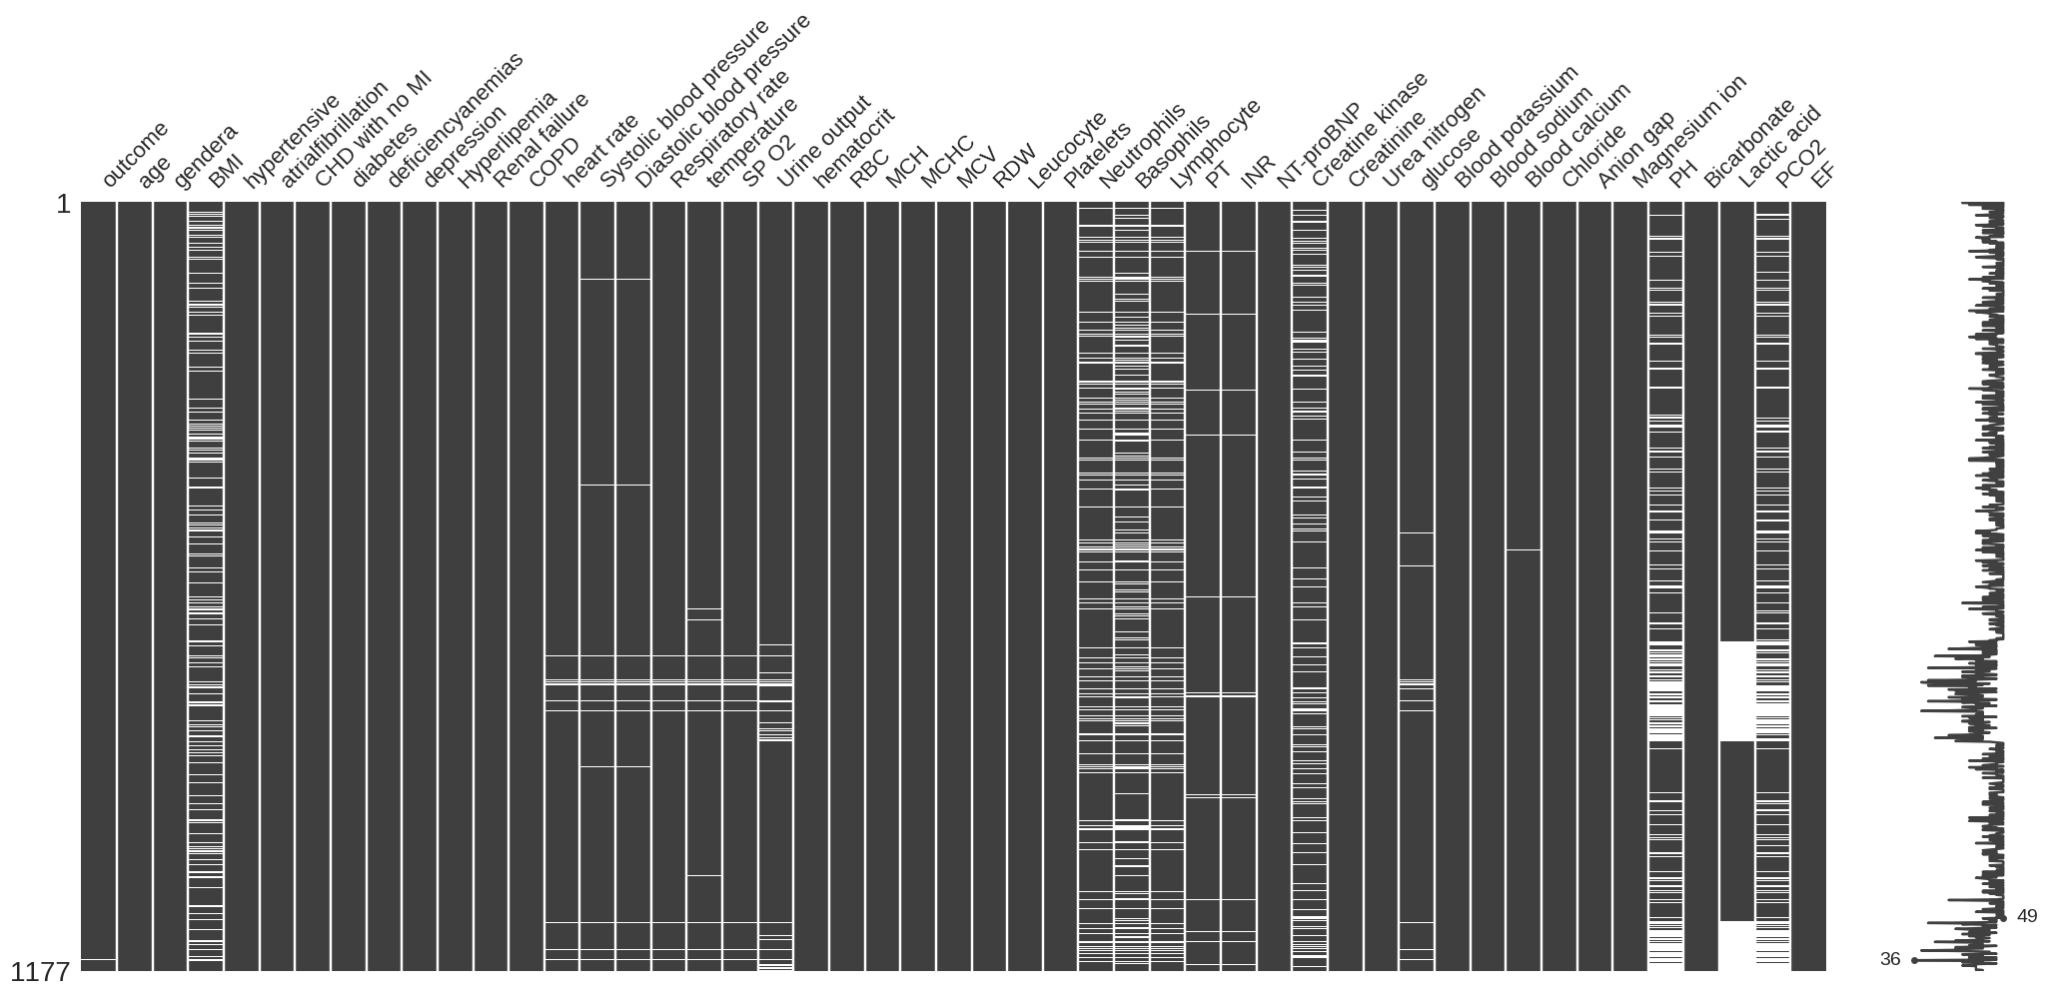 outcome
age
gendera
BMI
hypertensive
atrialfibrillation
CHD with no MI
diabetes
deficiencyanemias
depression
Hyperlipemia
Renal failure
COPD
heart rate
Systolic blood pressure
Diastolic blood pressure
Respiratory rate
temperature
SP O2
Urine output
hematocrit
RBC
MCH
MCHC
MCV
RDW
Leucocyte
Platelets
Neutrophils
Basophils
Lymphocyte
PT
INR
NT-proBNP
Creatine kinase
Creatinine
Urea nitrogen
glucose
Blood potassium
Blood sodium
Blood calcium
Chloride
Anion gap
Magnesium ion
PH
Bicarbonate
Lactic acid
PCO2
EF
1
49
36
1177